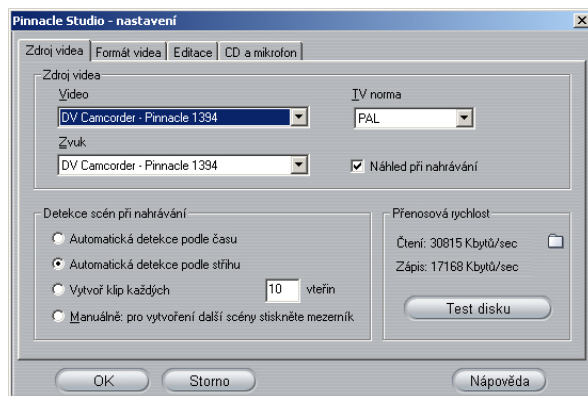 Pinnacle Studio - nastavení
Zdroj videa Formát videa Editace CD a mikrofon
Zdroj videa
Video
DV Camcorder - Pinnacle 1394
TV norma
PAL
Zvuk
DV Camcorder - Pinnacle 1394
Náhled při nahrávání
Detekce scén při nahrávání
Automatická detekce podle času
Automatická detekce podle střihu
Vytvoř klip každých 10 vteřin
Manuálně: pro vytvoření další scény stiskněte mezerník
Přenosová rychlost
Čtení: 30815 Kbytů/sec
Zápis: 17168 Kbytů/sec
Test disku
OK Storno Nápověda